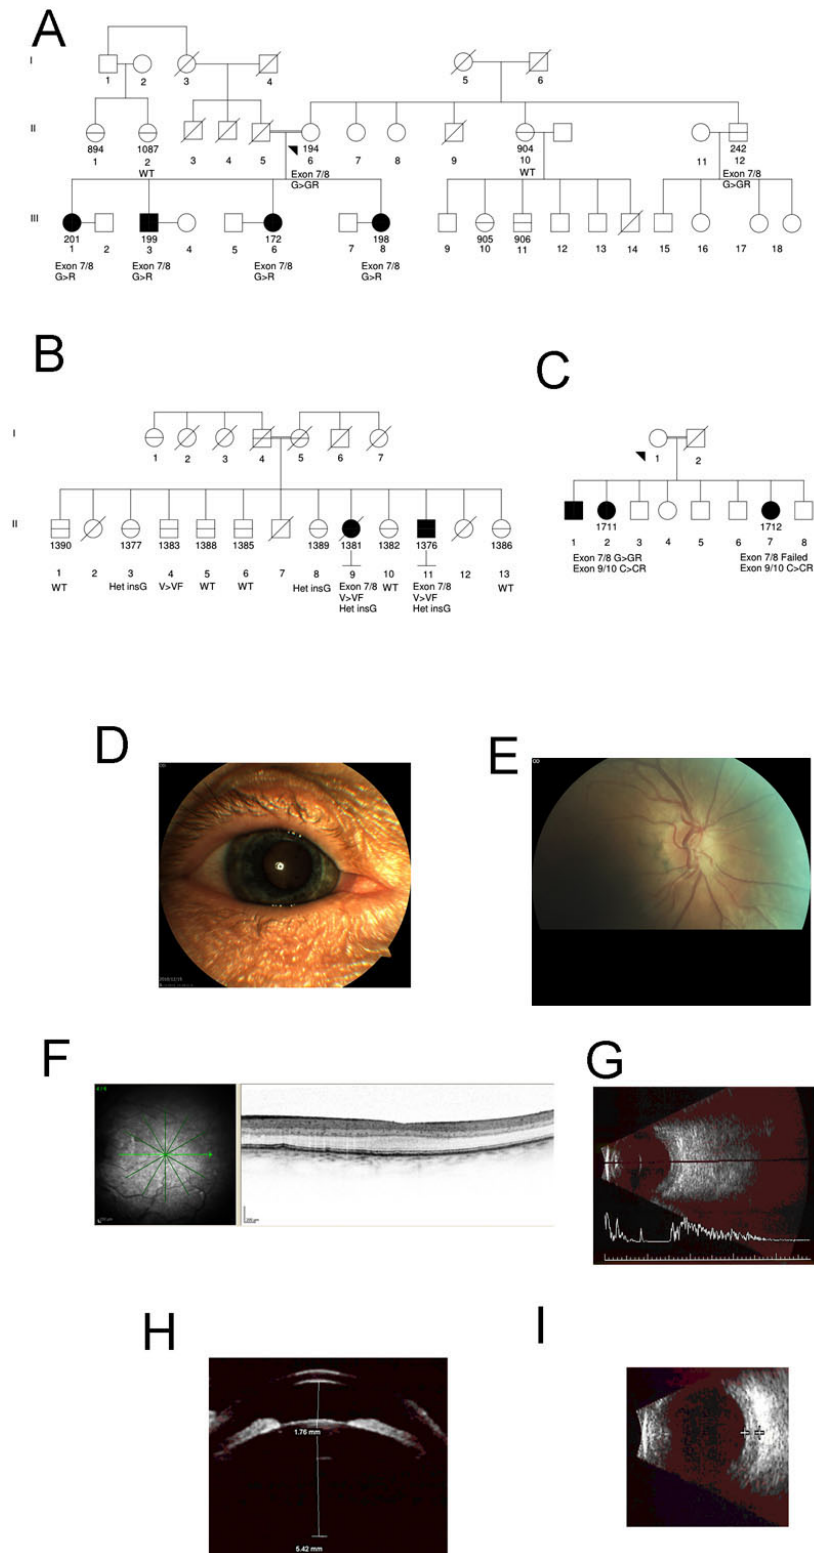 A
I
1 2 3 4 5 6
II
894 1087 194 904 242
1 2 3 4 5 6 7 8 9 10 11 12
WT Exon 7/8 WT Exon 7/8
G>GR G>GR
III
201 199 172 198 905 906
1 2 3 4 5 6 7 8 9 10 11 12 13 14 15 16 17 18
Exon 7/8 Exon 7/8 Exon 7/8 Exon 7/8
G>R G>R G>R G>R
B
I
1 2 3 4 5 6 7
II
1390 1377 1383 1388 1385 1389 1381 1382 1376 1386
1 2 3 4 5 6 7 8 9 10 11 12 13
WT Het insG V>VF WT WT Het insG Exon 7/8 WT Exon 7/8 WT
V>VF V>VF
Het insG Het insG
C
1 2
1711 1712
1 2 3 4 5 6 7 8
Exon 7/8 G>GR Exon 7/8 Failed
Exon 9/10 C>CR Exon 9/10 C>CR
D
E
F
G
H
1.76 mm
5.42 mm
I